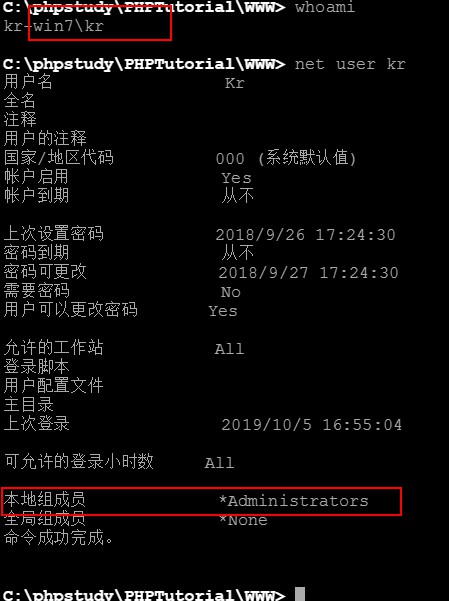 C:\phpstudy\PHPTutorial\WWW> whoami
kr-win7\kr
C:\phpstudy\PHPTutorial\WWW> net user kr
用户名 Kr
全名
注释
用户的注释
国家/地区代码 000 (系统默认值)
帐户启用 Yes
帐户到期 从不
上次设置密码 2018/9/26 17:24:30
密码到期 从不
密码可更改 2018/9/27 17:24:30
需要密码 No
用户可以更改密码 Yes
允许的工作站 All
登录脚本
用户配置文件
主目录
上次登录 2019/10/5 16:55:04
可允许的登录小时数 All
本地组成员 *Administrators
全局组成员 *None
命令成功完成。
C:\phpstudy\PHPTutorial\WWW>